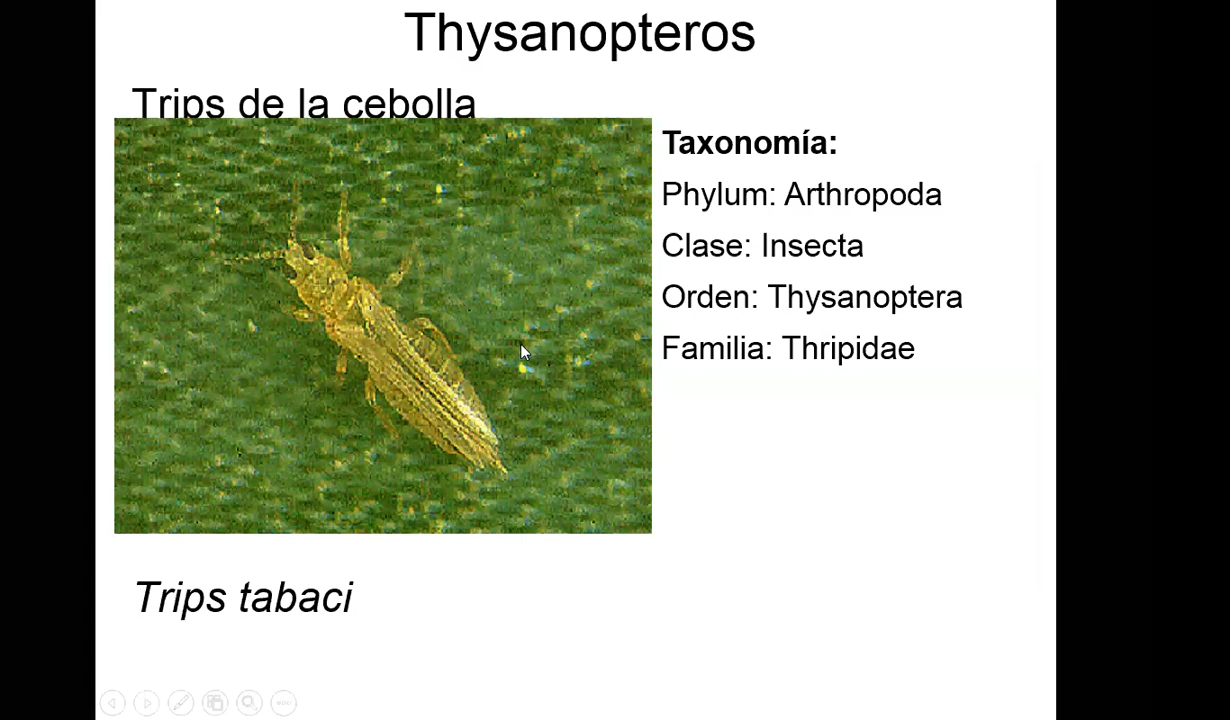 Thysanopteros
Trips de la cebolla
Taxonomía:
Phylum: Arthropoda
Clase: Insecta
Orden: Thysanoptera
Familia: Thripidae
Trips tabaci